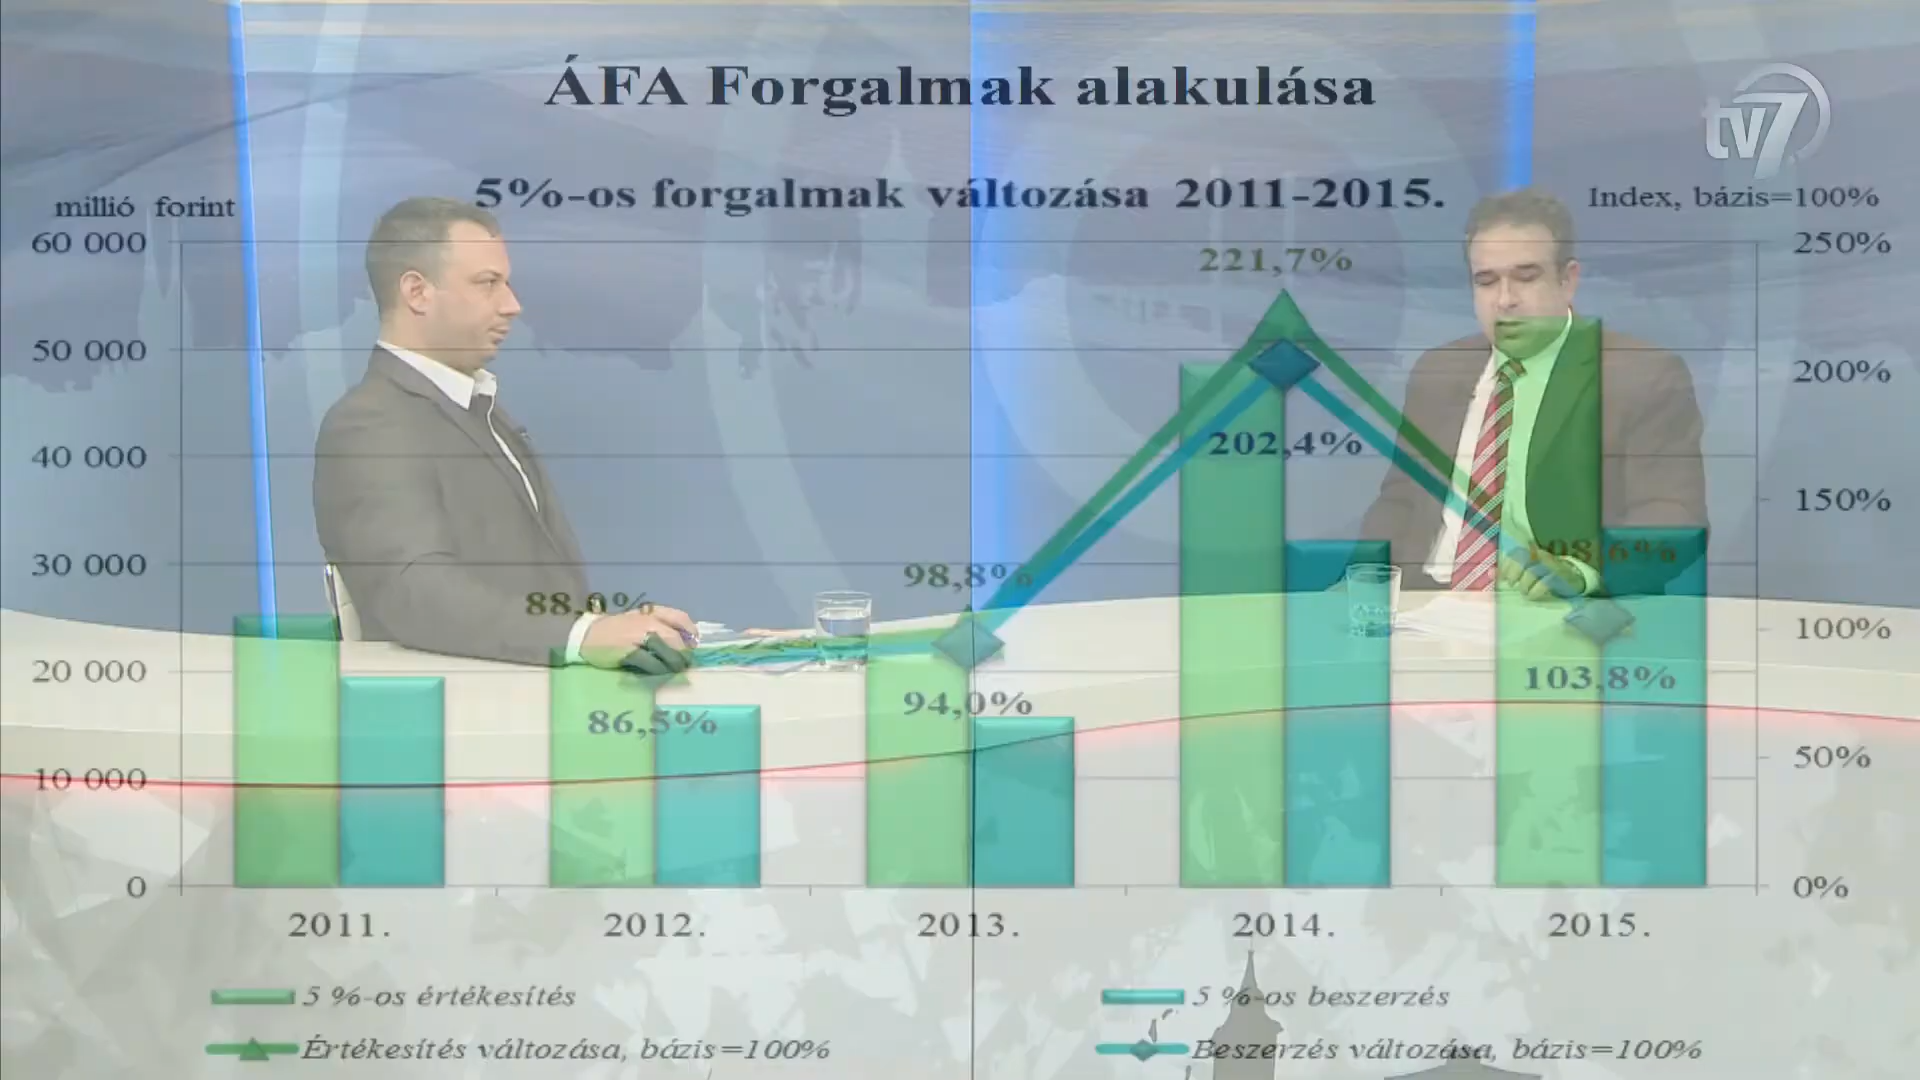 ÁFA Forgalmak alakulása
tv7
5%-os forgalmak változása 2011-2015.
millió forint
Index, bázis=100%
60 000
50 000
40 000
30 000
20 000
10 000
0
250%
200%
150%
100%
50%
0%
221,7%
202,4%
98,8%
88,0%
108,6%
103,8%
94,0%
86,5%
2011.
2012.
2013.
2014.
2015.
5 %-os értékesítés
5 %-os beszerzés
Értékesítés változása, bázis=100%
Beszerzés változása, bázis=100%